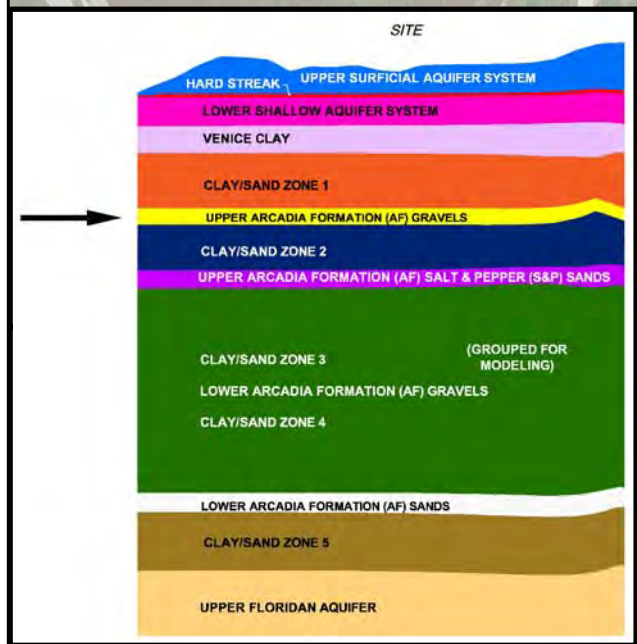 SITE
UPPER SURFICIAL AQUIFER SYSTEM
HARD STREAK
LOWER SHALLOW AQUIFER SYSTEM
VENICE CLAY
CLAY/SAND ZONE 1
UPPER ARCADIA FORMATION (AF) GRAVELS
CLAY/SAND ZONE 2
UPPER ARCADIA FORMATION (AF) SALT & PEPPER (S&P) SANDS
CLAY/SAND ZONE 3
(GROUPED FOR
MODELING)
LOWER ARCADIA FORMATION (AF) GRAVELS
CLAY/SAND ZONE 4
LOWER ARCADIA FORMATION (AF) SANDS
CLAY/SAND ZONE 5
UPPER FLORIDAN AQUIFER